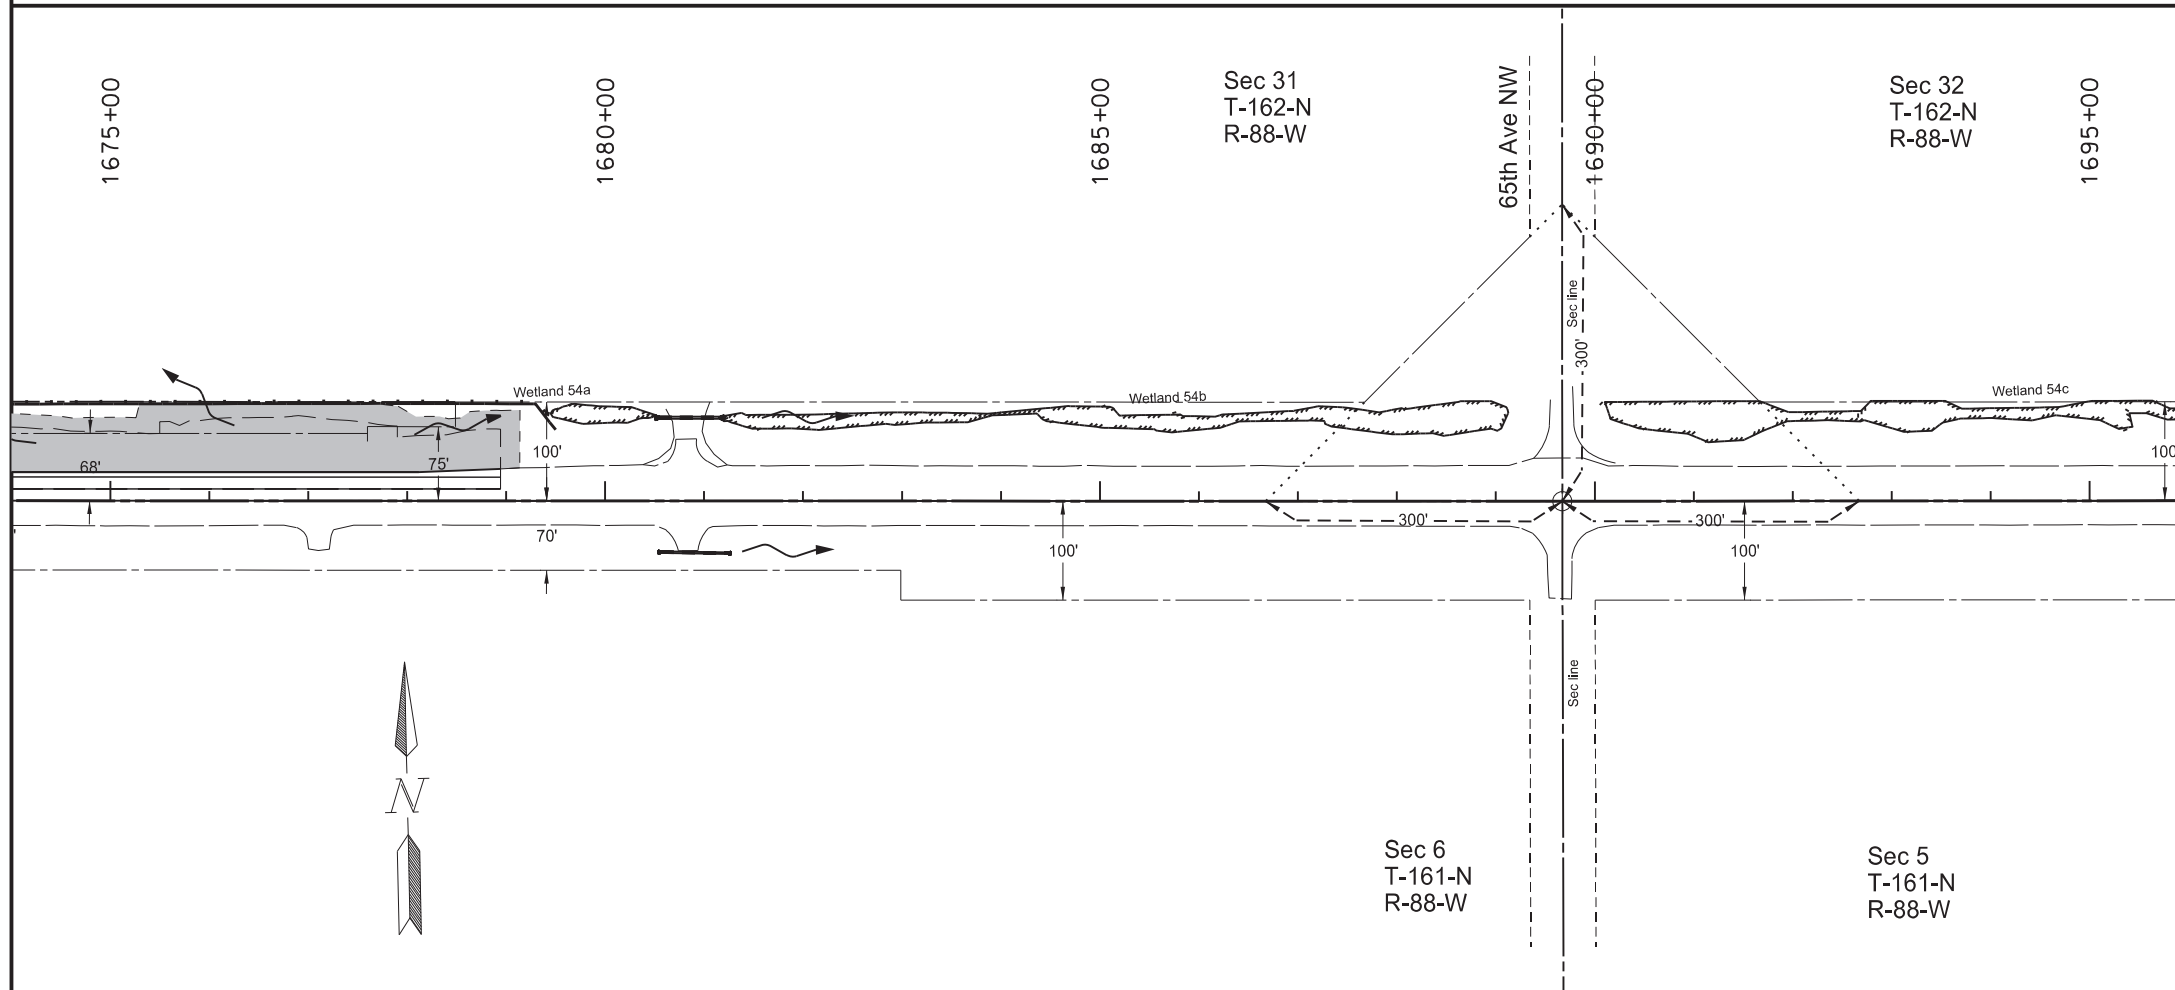 1675+00
1680+00
1685+00
Sec 31
T-162-N
R-88-W
65th Ave NW
1690+00
Sec 32
T-162-N
R-88-W
1695+00
Sec line
300'
Wetland 54a
Wetland 54b
Wetland 54c
68'
75'
100'
100'
300'
300'
70'
100'
100'
Sec line
N
Sec 6
T-161-N
R-88-W
Sec 5
T-161-N
R-88-W